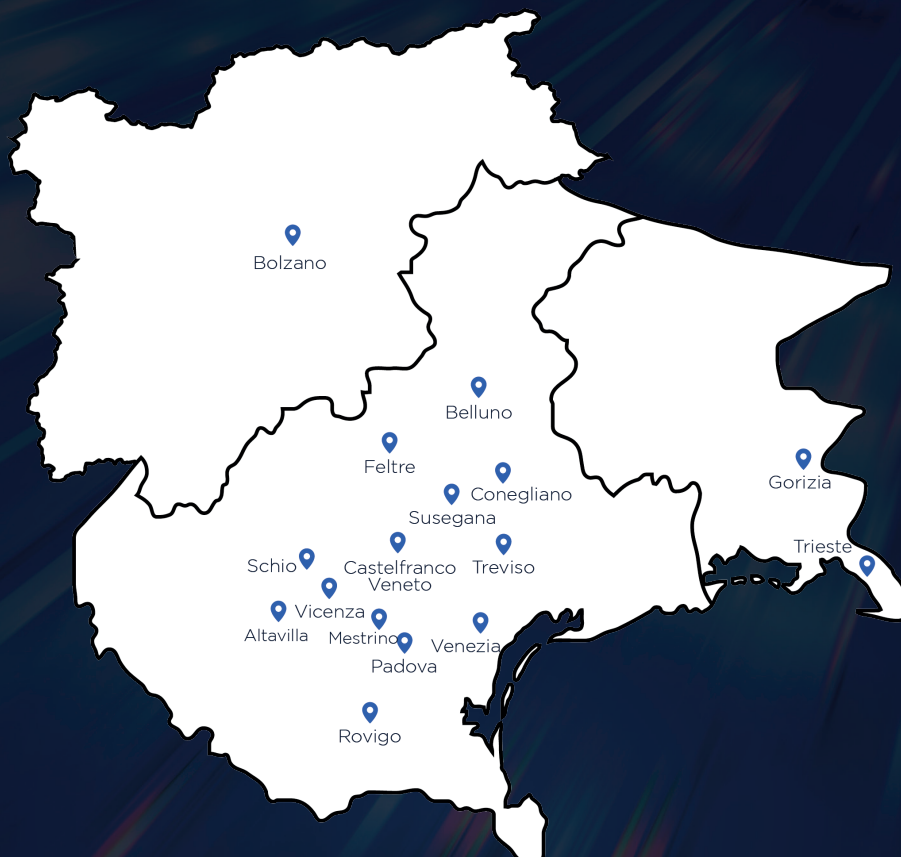 Bolzano
Belluno
Feltre
Conegliano
Gorizia
Susegana
Trieste
Schio
Castelfranco
Veneto
Treviso
Vicenza
Altavilla
Mestrino
Venezia
Padova
Rovigo